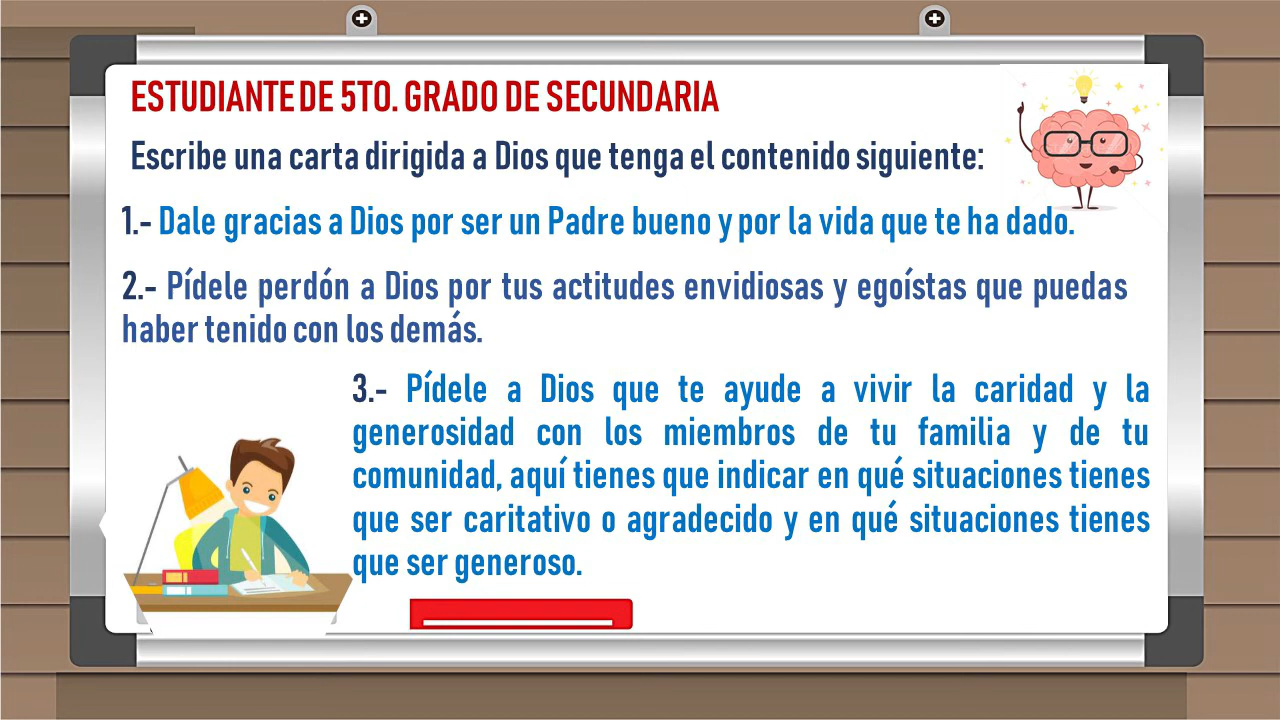 ESTUDIANTE DE 5TO. GRADO DE SECUNDARIA
Escribe una carta dirigida a Dios que tenga el contenido siguiente:
1.- Dale gracias a Dios por ser un Padre bueno y por la vida que te ha dado.
2.- Pídele perdón a Dios por tus actitudes envidiosas y egoístas que puedas
haber tenido con los demás.
3.- Pídele a Dios que te ayude a vivir la caridad y la
generosidad con los miembros de tu familia y de tu
comunidad, aquí tienes que indicar en qué situaciones tienes
que ser caritativo o agradecido y en qué situaciones tienes
que ser generoso.